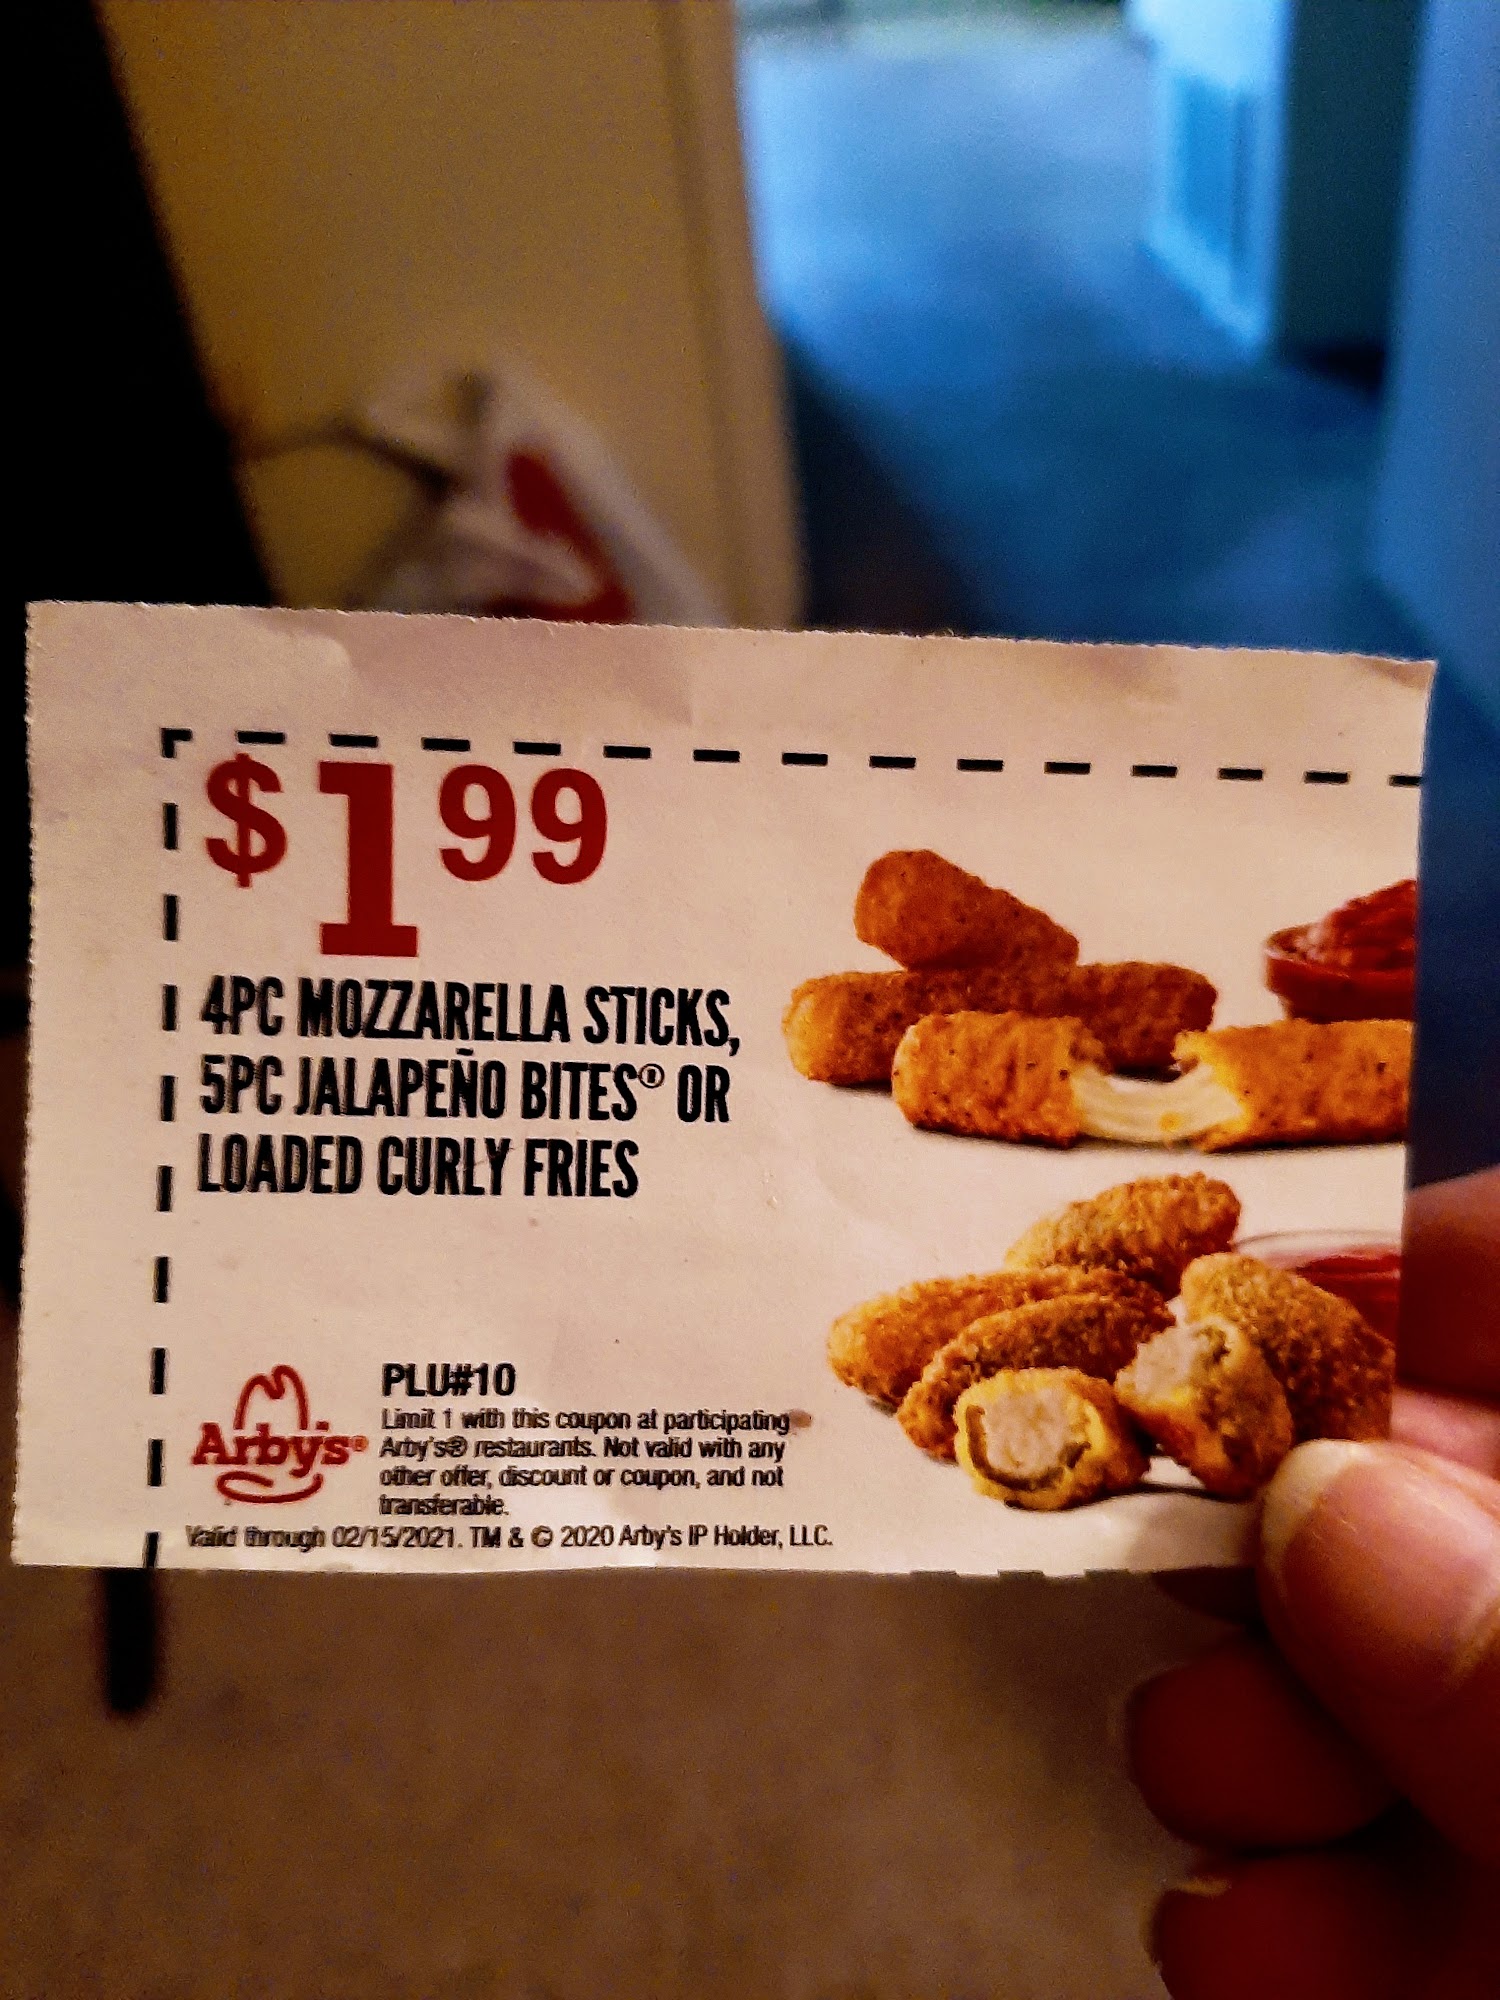 $1 99
4PC MOZZARELLA STICKS,
5PC JALAPEÑO BITES® OR
LOADED CURLY FRIES
PLU#10
Limit 1 with this coupon at participating
Arby's® restaurants. Not valid with any
other offer, discount or coupon, and not
transferable.
Arby's®
Valid through 02/15/2021. TM & © 2020 Arby's IP Holder, LLC.